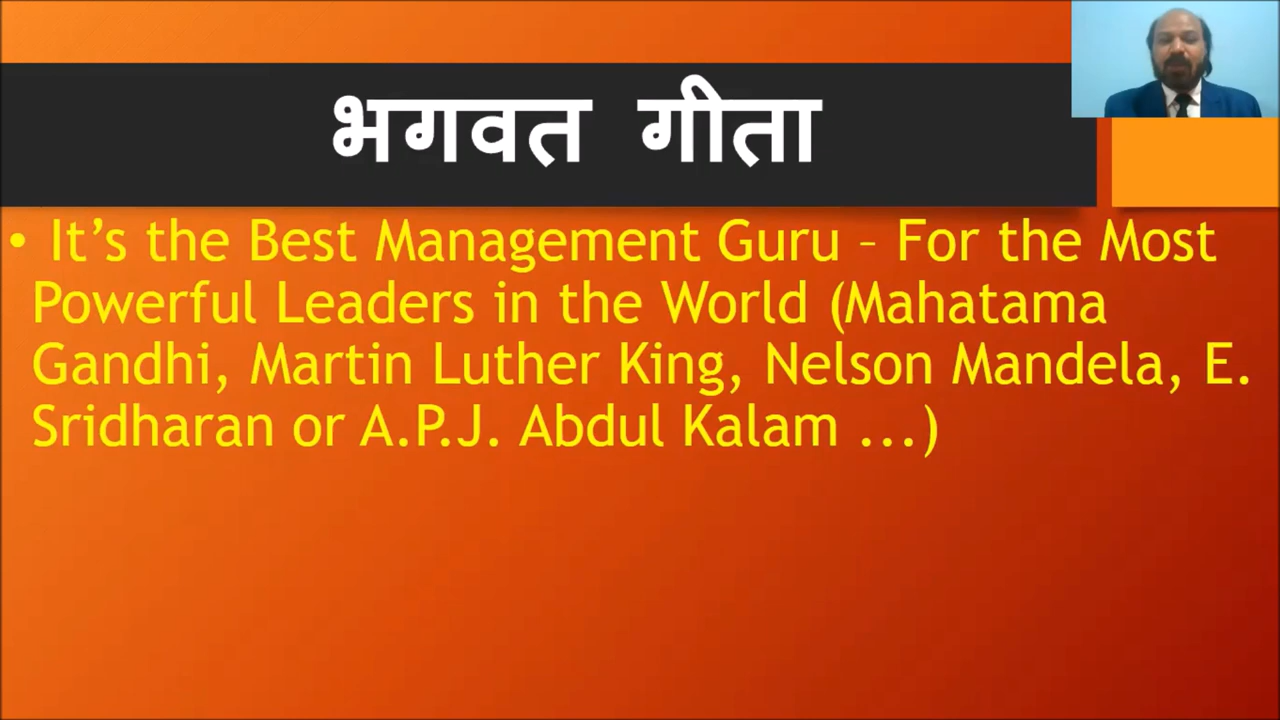 भगवत गीता
• It's the Best Management Guru – For the Most
Powerful Leaders in the World (Mahatama
Gandhi, Martin Luther King, Nelson Mandela, E.
Sridharan or A.P.J. Abdul Kalam ...)